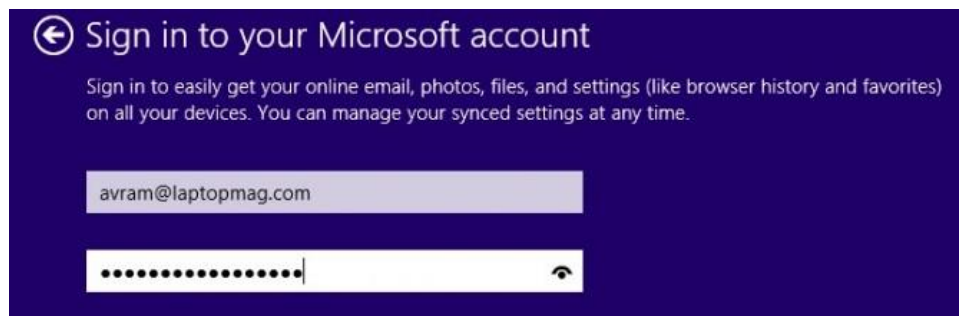 Sign in to your Microsoft account
Sign in to easily get your online email, photos, files, and settings (like browser history and favorites)
on all your devices. You can manage your synced settings at any time.
avram@laptopmag.com
•••••••••••••••••